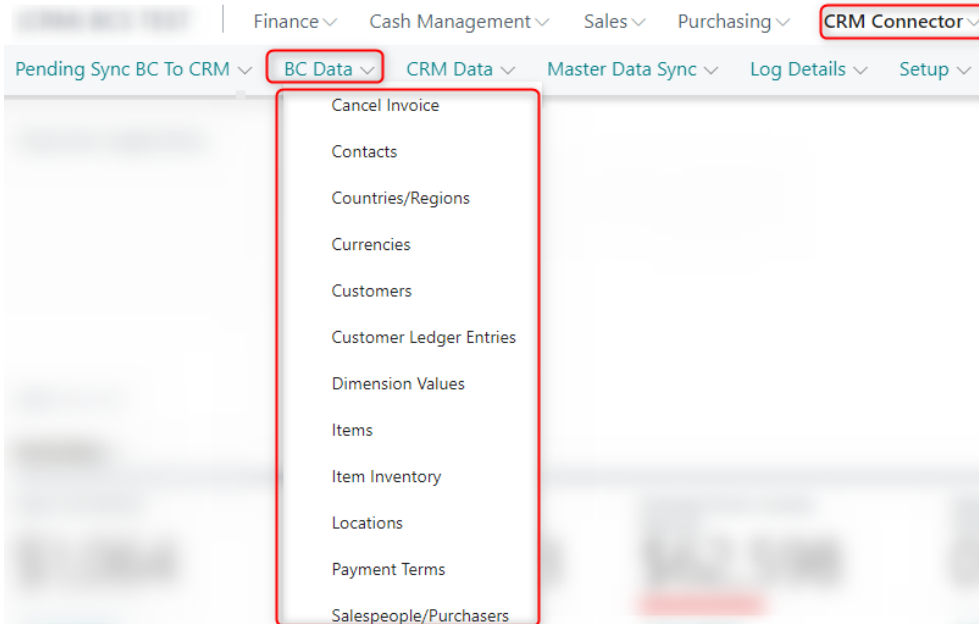 Finance Cash Management Sales Purchasing CRM Connector
Pending Sync BC To CRM BC Data CRM Data Master Data Sync Log Details Setup
Cancel Invoice
Contacts
Countries/Regions
Currencies
Customers
Customer Ledger Entries
Dimension Values
Items
Item Inventory
Locations
Payment Terms
Salespeople/Purchasers